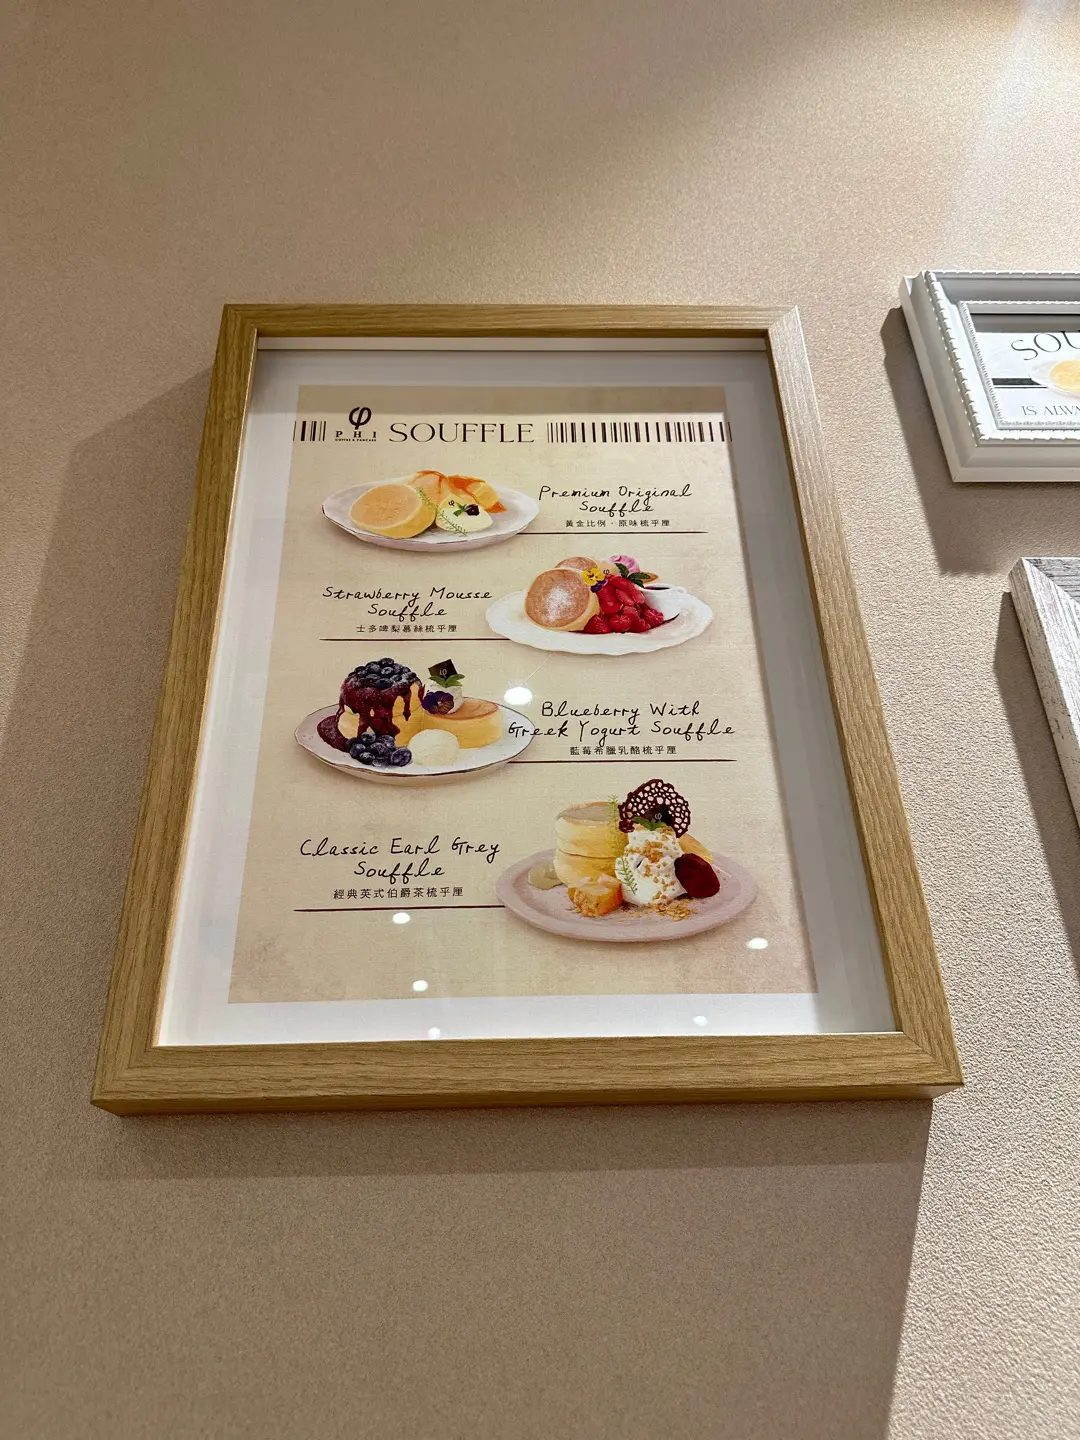 φ
PHI
COFFEE & PANCAKE
SOUFFLE
Premium Original
Souffle
黃金比例·原味梳乎厘
Strawberry Mousse
Souffle
士多啤梨慕絲梳乎厘
Blueberry With
Greek Yogurt Souffle
藍莓希臘乳酪梳乎厘
Classic Earl Grey
Souffle
經典英式伯爵茶梳乎厘
SOU
IS ALWA